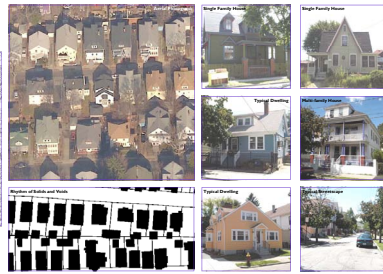 Aerial Photograph
Single Family House
Single Family House
Typical Dwelling
Multi-family House
Rhythm of Solids and Voids
Typical Dwelling
Typical Streetscape